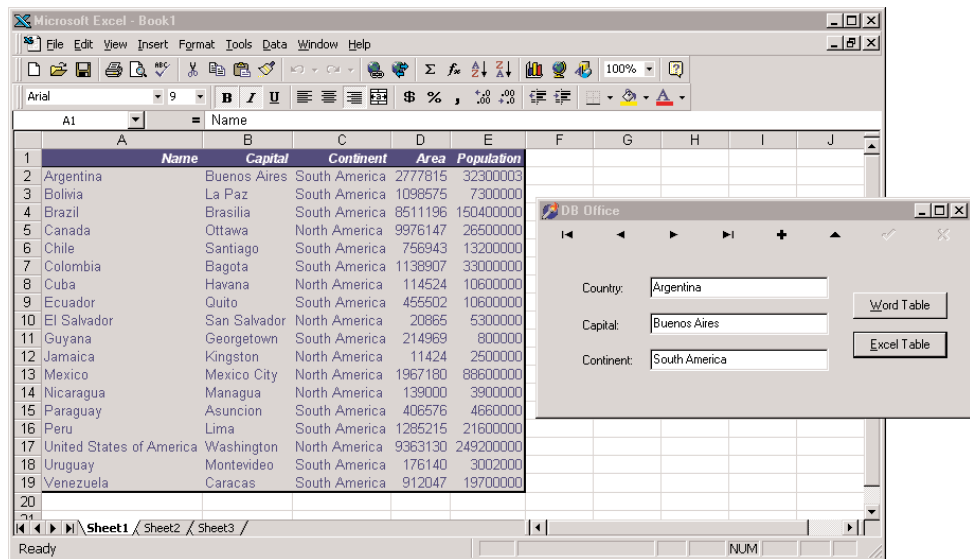 Microsoft Excel - Book1
File Edit View Insert Format Tools Data Window Help
100%
Arial 9 B I U $ % ,
A1 = Name
A B C D E F G H I J
1 Name Capital Continent Area Population
2 Argentina Buenos Aires South America 2777815 32300003
3 Bolivia La Paz South America 1098575 7300000
4 Brazil Brasilia South America 8511196 150400000
5 Canada Ottawa North America 9976147 26500000
6 Chile Santiago South America 756943 13200000
7 Colombia Bagota South America 1138907 33000000
8 Cuba Havana North America 114524 10600000
9 Ecuador Quito South America 455502 10600000
10 El Salvador San Salvador North America 20865 5300000
11 Guyana Georgetown South America 214969 800000
12 Jamaica Kingston North America 11424 2500000
13 Mexico Mexico City North America 1967180 88600000
14 Nicaragua Managua North America 139000 3900000
15 Paraguay Asuncion South America 406576 4660000
16 Peru Lima South America 1285215 21600000
17 United States of America Washington North America 9363130 249200000
18 Uruguay Montevideo South America 176140 3002000
19 Venezuela Caracas South America 912047 19700000
20
21
Sheet1 Sheet2 Sheet3
Ready NUM
DB Office
Country: Argentina
Capital: Buenos Aires
Continent: South America
Word Table
Excel Table